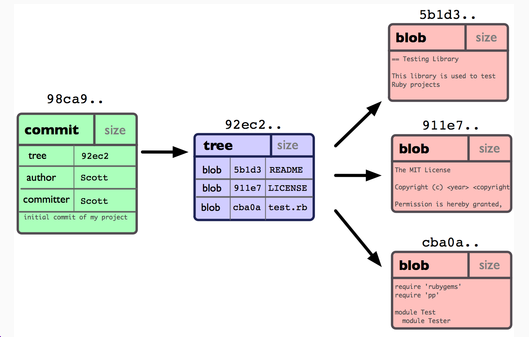 98ca9..
commit size
tree 92ec2
author Scott
committer Scott
initial commit of my project
92ec2..
tree size
blob 5b1d3 README
blob 911e7 LICENSE
blob cba0a test.rb
5b1d3..
blob size
== Testing Library
This library is used to test
Ruby projects
911e7..
blob size
The MIT License
Copyright (c) <year> <copyright
Permission is hereby granted,
cba0a..
blob size
require 'rubygems'
require 'pp'
module Test
module Tester